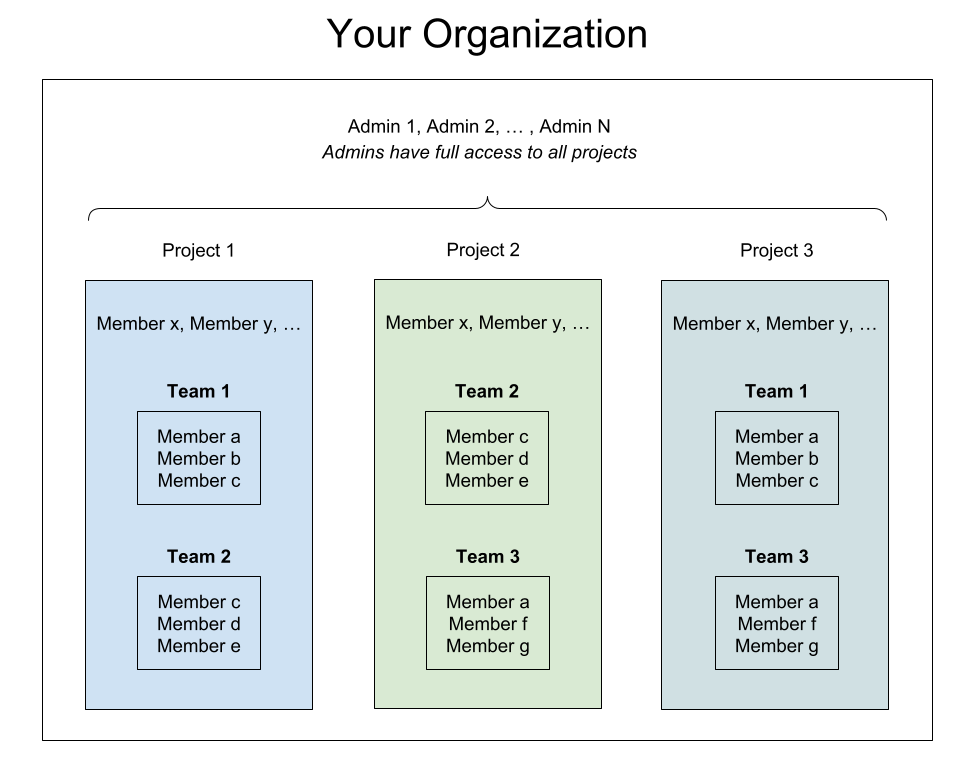 Your Organization
Admin 1, Admin 2, … , Admin N
Admins have full access to all projects
Project 1
Member x, Member y, …
Team 1
Member a
Member b
Member c
Team 2
Member c
Member d
Member e
Project 2
Member x, Member y, …
Team 2
Member c
Member d
Member e
Team 3
Member a
Member f
Member g
Project 3
Member x, Member y, …
Team 1
Member a
Member b
Member c
Team 3
Member a
Member f
Member g